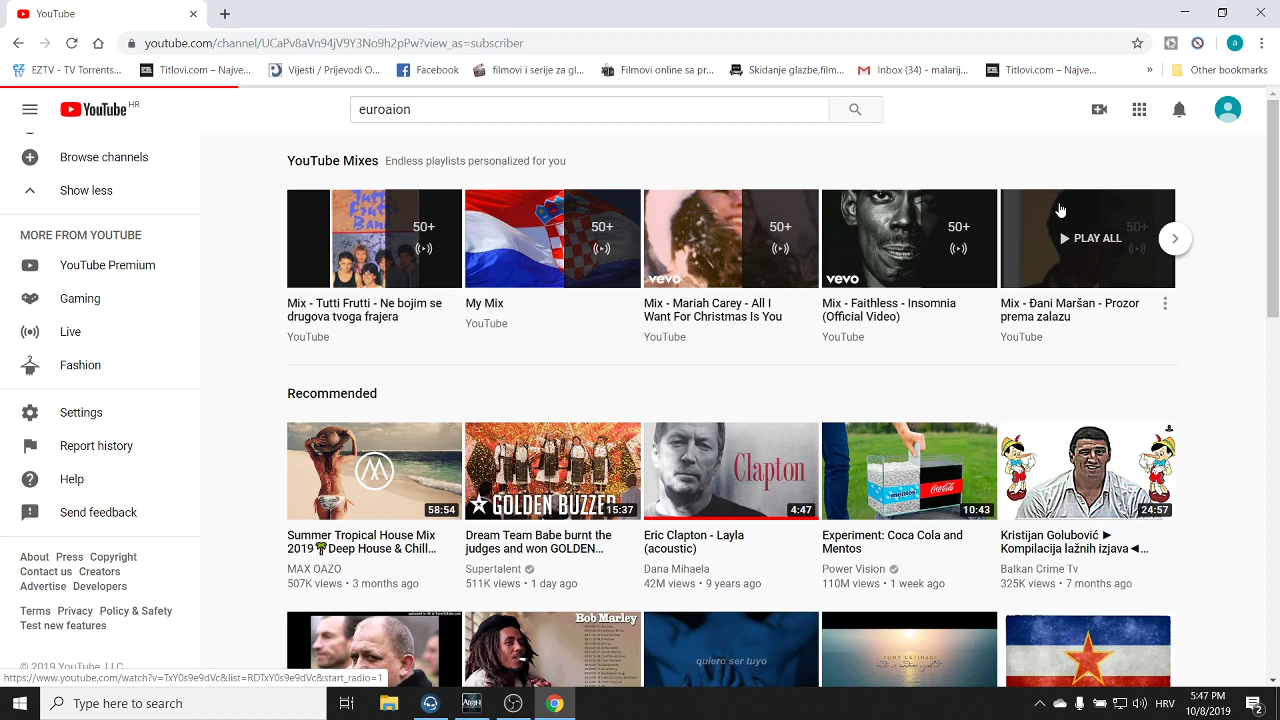 YouTube
youtube.com/channel/UCaPv8aVn94jV9Y3No9h2pPw?view_as=subscriber
a
EZTV - TV Torrents... Titlovi.com – Najve... Vijesti / Prijevodi O... Facebook filmovi i serije za gl... Filmovi online sa pr... Skidanje glazbe,film... Inbox (34) - malarij... Titlovi.com – Najve... » Other bookmarks
YouTube HR
euroaion
Browse channels
Show less
MORE FROM YOUTUBE
YouTube Premium
Gaming
Live
Fashion
Settings
Report history
Help
Send feedback
About Press Copyright
Contact us Creators
Advertise Developers
Terms Privacy Policy & Safety
Test new features
© 2019 YouTube, LLC
YouTube Mixes Endless playlists personalized for you
Tutti
Frutti
Band
50+
50+
vevo
50+
vevo
50+
50+
PLAY ALL
Mix - Tutti Frutti - Ne bojim se
drugova tvoga frajera
YouTube
My Mix
YouTube
Mix - Mariah Carey - All I
Want For Christmas Is You
YouTube
Mix - Faithless - Insomnia
(Official Video)
YouTube
Mix - Đani Maršan - Prozor
prema zalazu
YouTube
Recommended
58:54
GOLDEN BUZZER
15:37
Clapton
4:47
mentos
Coca-Cola
10:43
24:57
Summer Tropical House Mix
2019🌴Deep House & Chill...
MAX OAZO
507K views • 3 months ago
Dream Team Babe burnt the
judges and won GOLDEN...
Supertalent
511K views • 1 day ago
Eric Clapton - Layla
(acoustic)
Dana Mihaela
42M views • 9 years ago
Experiment: Coca Cola and
Mentos
Power Vision
110M views • 1 week ago
Kristijan Golubović ►
Kompilacija lažnih izjava◄...
Balkan Crime Tv
325K views • 7 months ago
Bob Marley
quiero ser tuyo
Type here to search
HRV
5:47 PM
10/8/2019
2